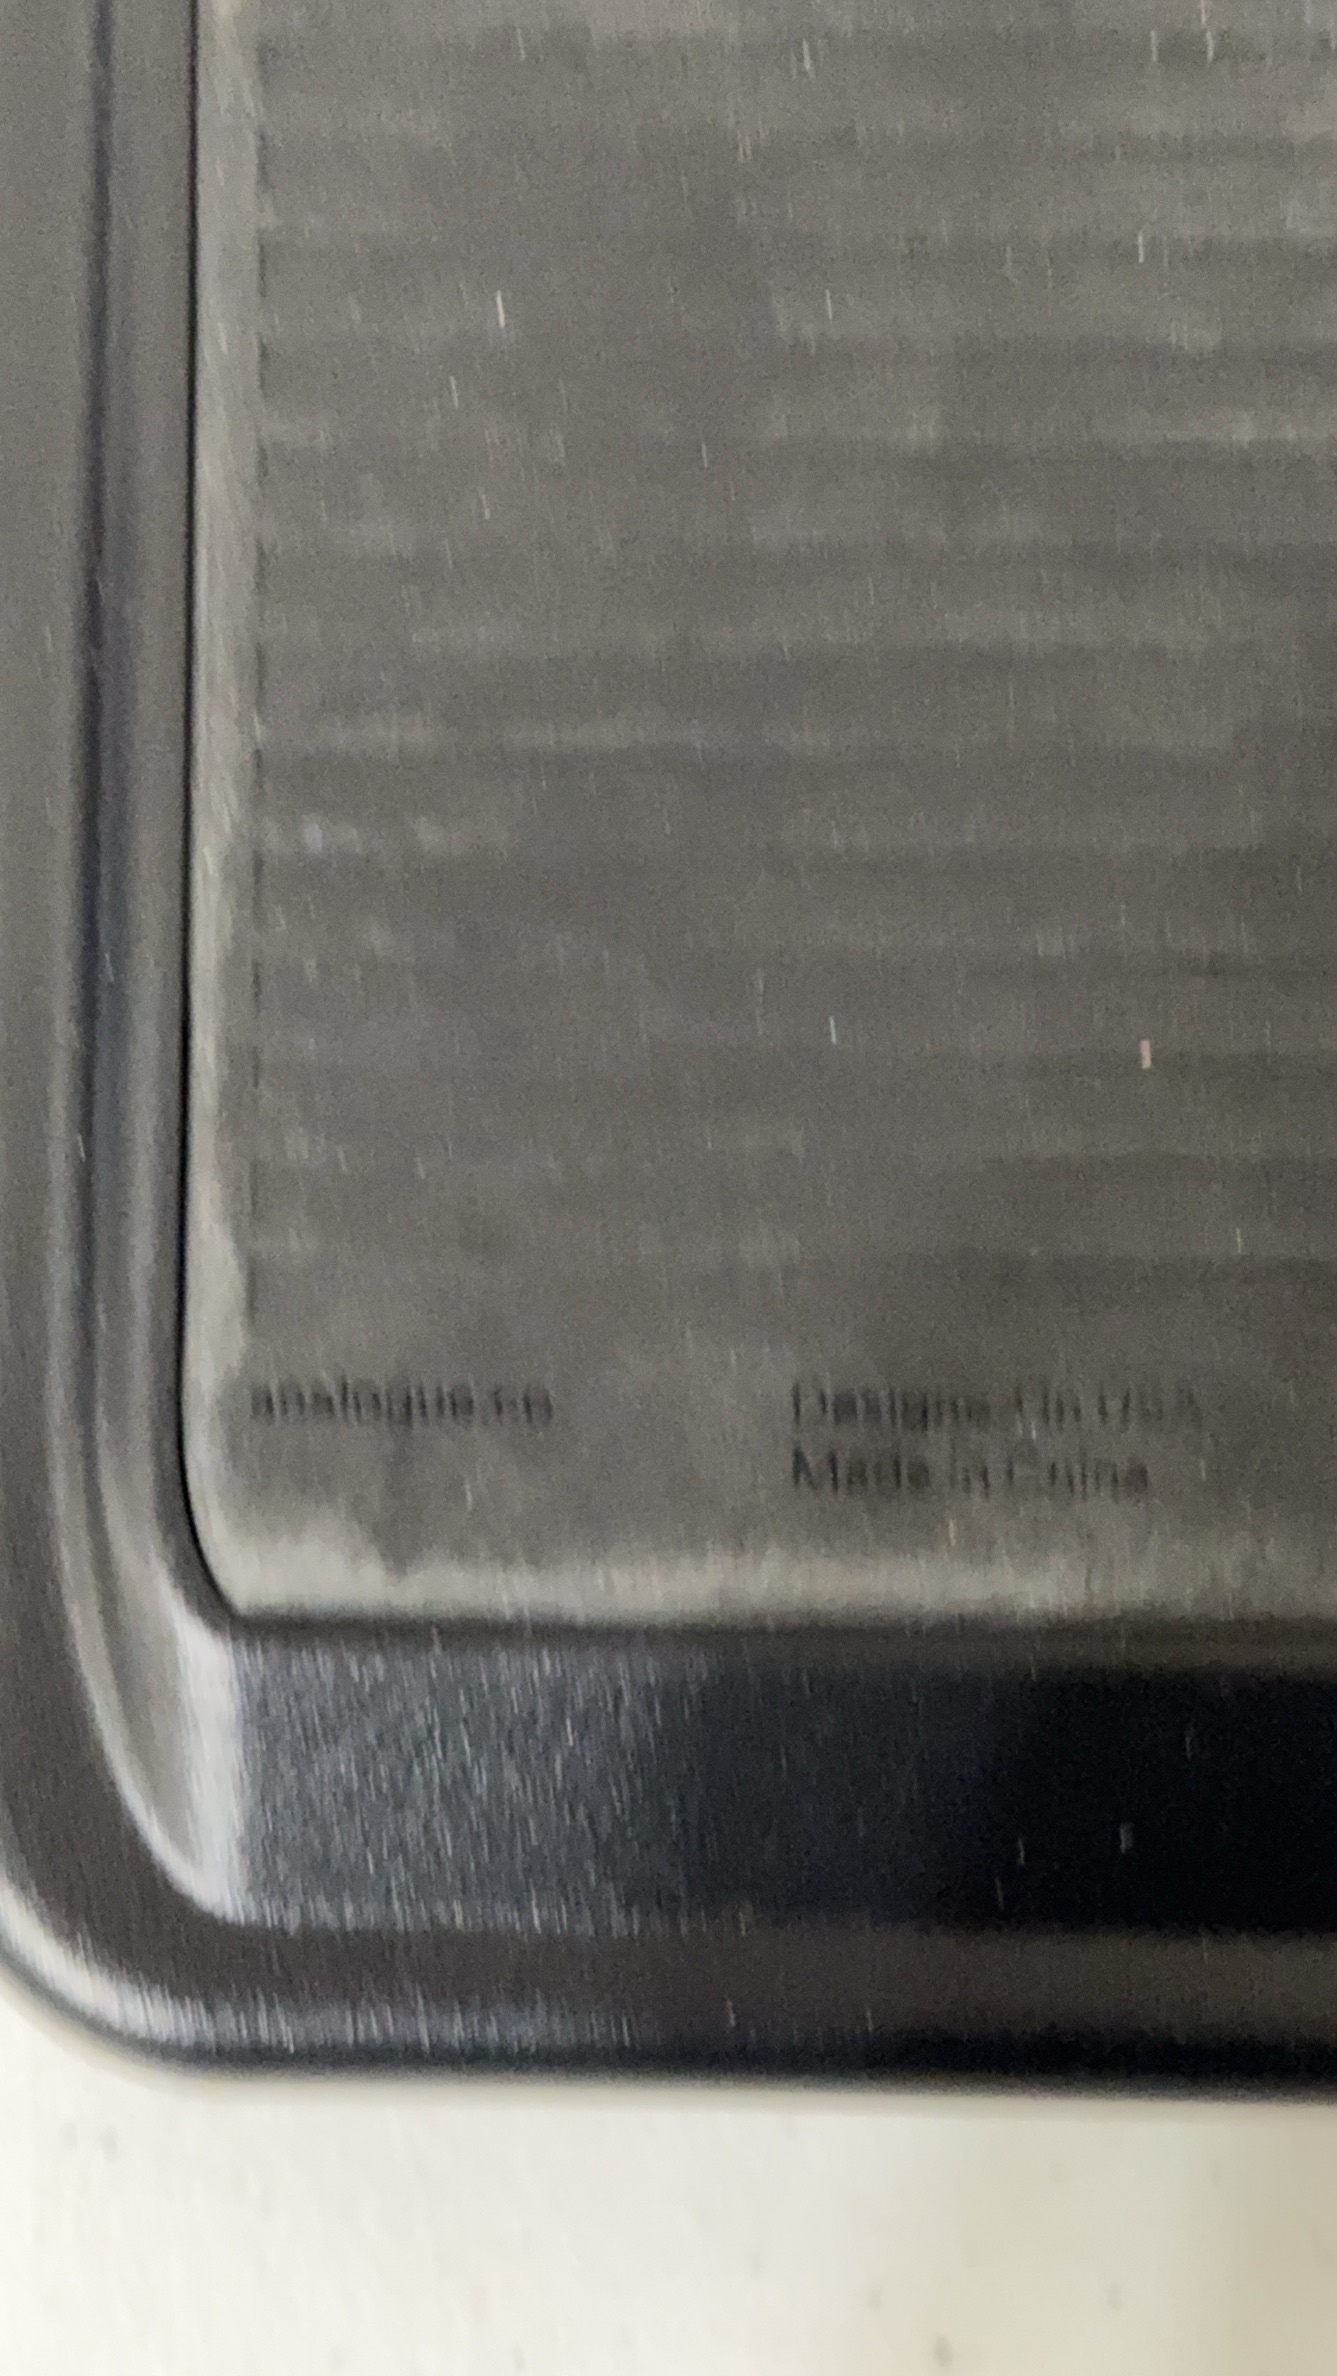 analogue.co
Designed in USA
Made in China